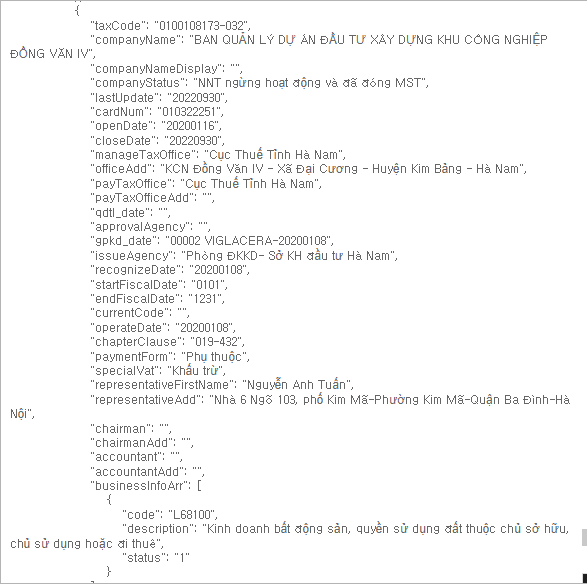 {
"taxCode": "0100108173-032",
"companyName": "BAN QUẢN LÝ DỰ ÁN ĐẦU TƯ XÂY DỰNG KHU CÔNG NGHIỆP
ĐỒNG VĂN IV",
"companyNameDisplay": "",
"companyStatus": "NNT ngừng hoạt động và đã đóng MST",
"lastUpdate": "20220930",
"cardNum": "010322251",
"openDate": "20200116",
"closeDate": "20220930",
"manageTaxOffice": "Cục Thuế Tỉnh Hà Nam",
"officeAdd": "KCN Đồng Văn IV - Xã Đại Cương - Huyện Kim Bảng - Hà Nam",
"payTaxOffice": "Cục Thuế Tỉnh Hà Nam",
"payTaxOfficeAdd": "",
"qdtl_date": "",
"approvalAgency": "",
"gpkd_date": "00002 VIGLACERA-20200108",
"issueAgency": "Phòng ĐKKD- Sở KH đầu tư Hà Nam",
"recognizeDate": "20200108",
"startFiscalDate": "0101",
"endFiscalDate": "1231",
"currentCode": "",
"operateDate": "20200108",
"chapterClause": "019-432",
"paymentForm": "Phụ thuộc",
"specialVat": "Khấu trừ",
"representativeFirstName": "Nguyễn Anh Tuấn",
"representativeAdd": "Nhà 6 Ngõ 103, phố Kim Mã-Phường Kim Mã-Quận Ba Đình-Hà
Nội",
"chairman": "",
"chairmanAdd": "",
"accountant": "",
"accountantAdd": "",
"businessInfoArr": [
{
"code": "L68100",
"description": "Kinh doanh bất động sản, quyền sử dụng đất thuộc chủ sở hữu,
chủ sử dụng hoặc đi thuê",
"status": "1"
}